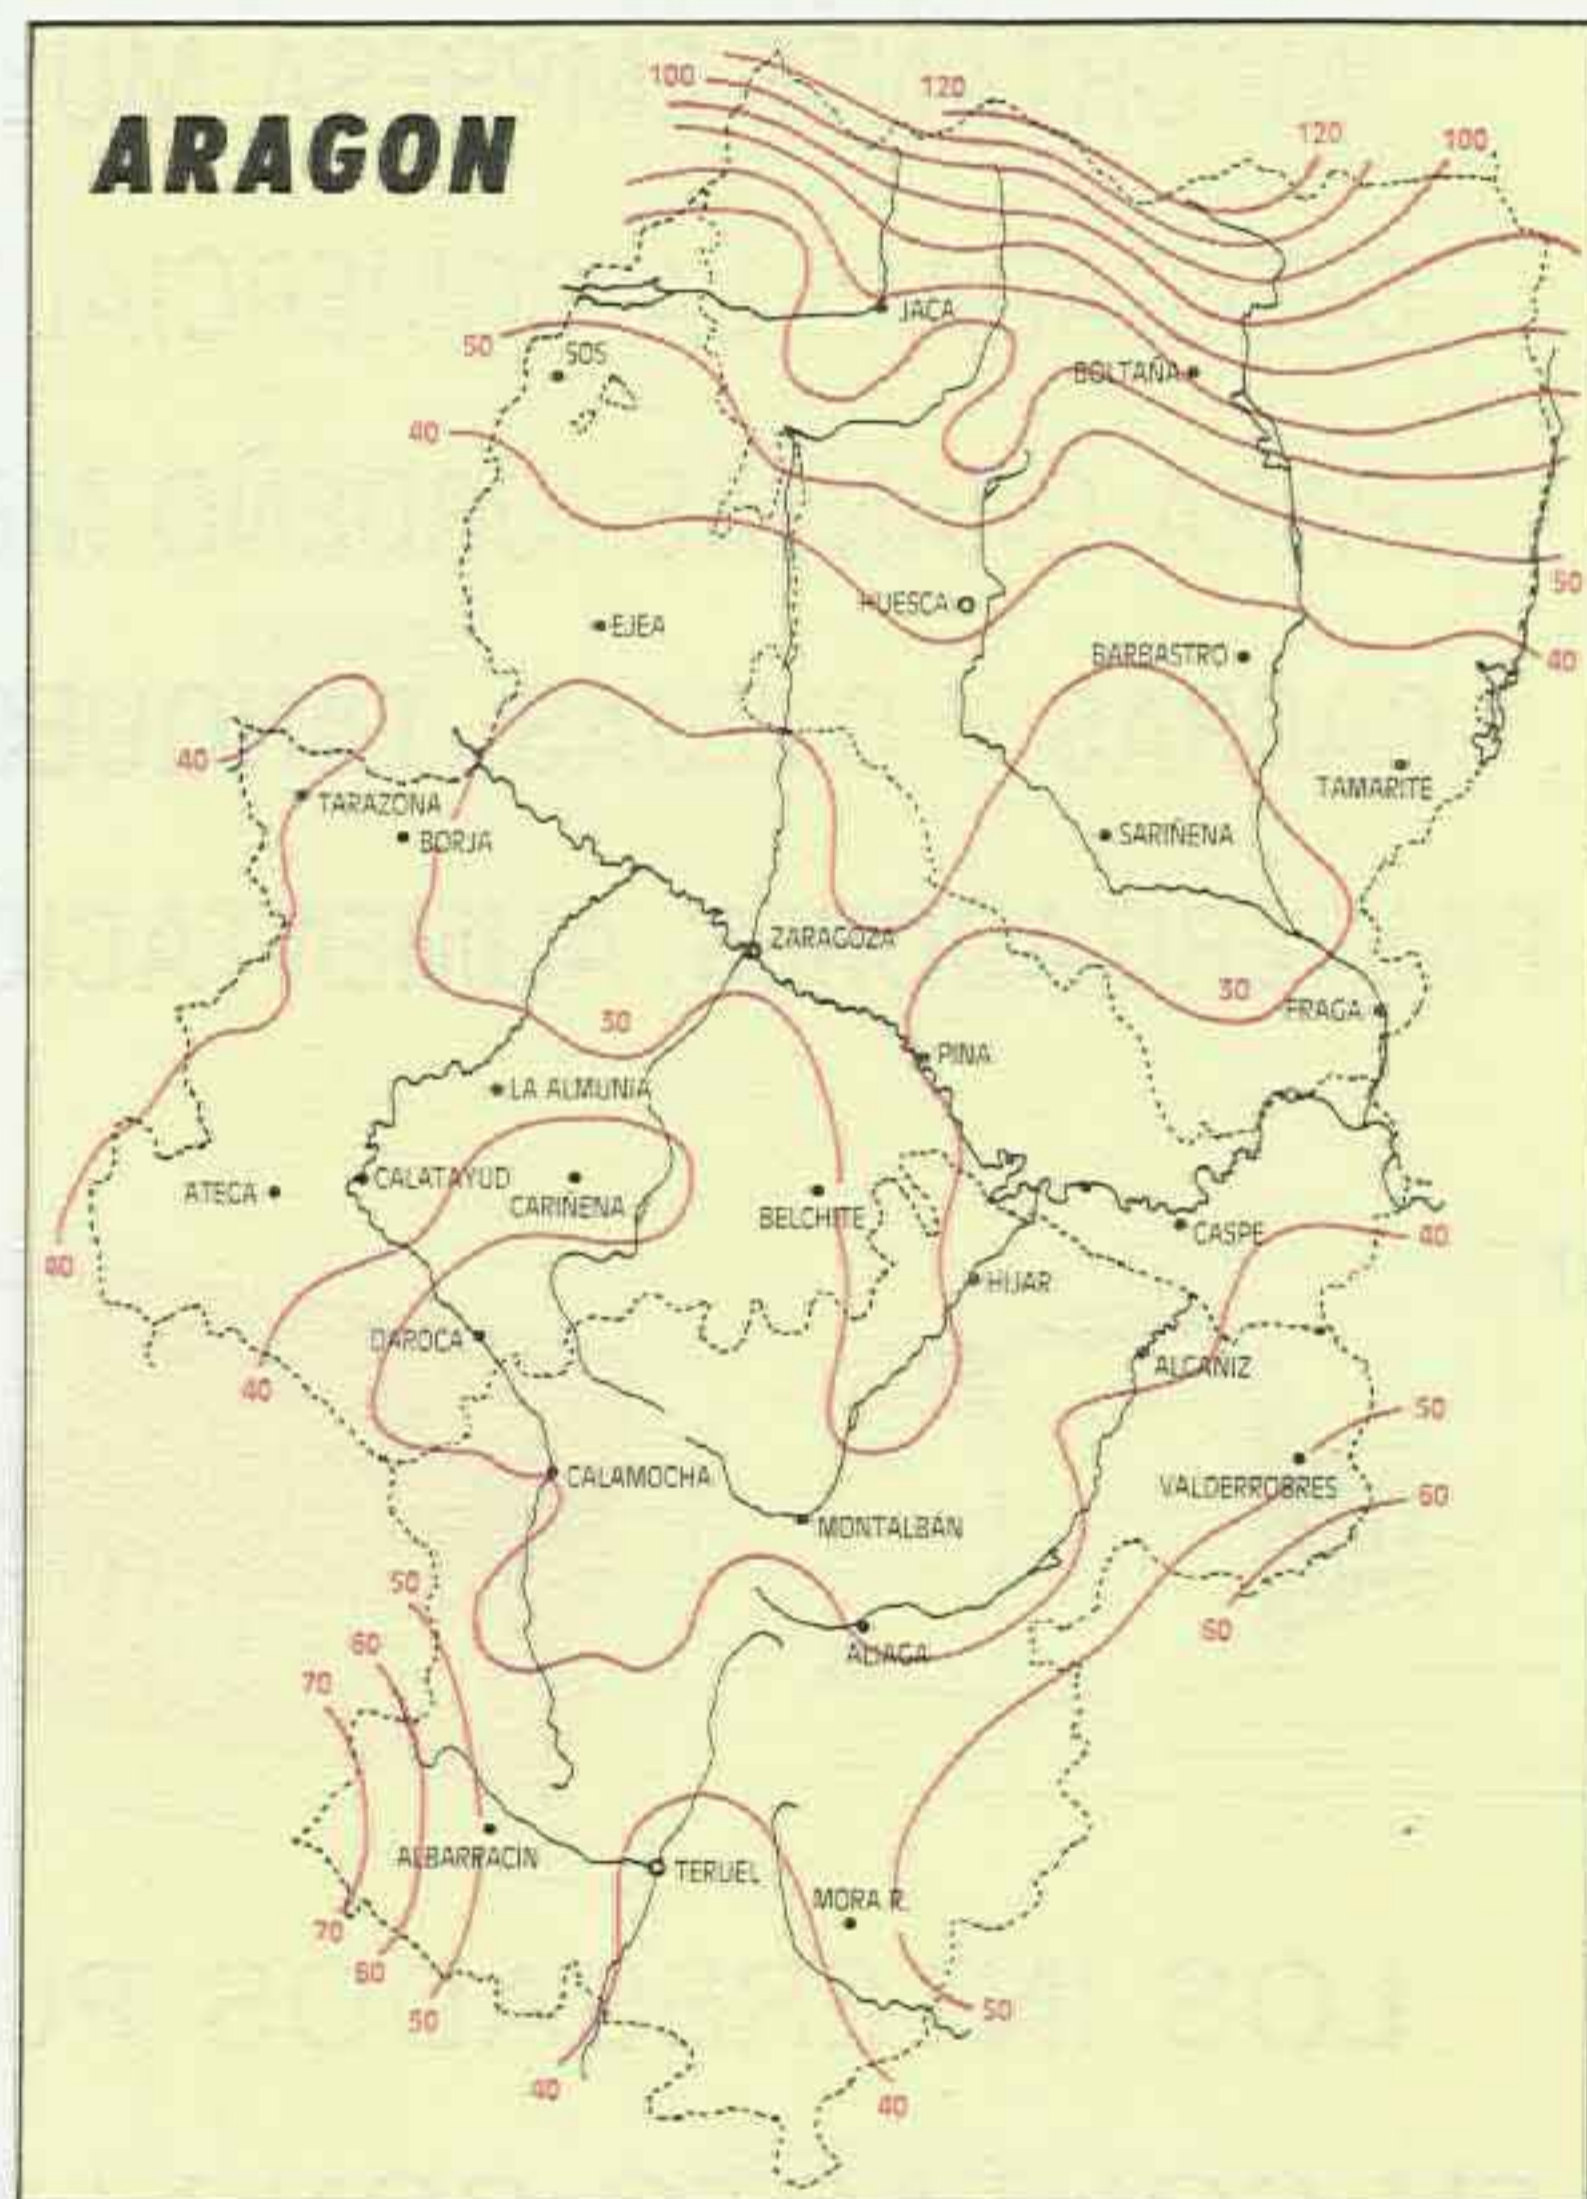 ARAGON
100
120
120
100
JACA
50
SOS
BOLTAÑA
40
50
HUESCA
EJEA
BARBASTRO
40
40
TAMARITE
TARAZONA
BORJA
SARIÑENA
ZARAGOZA
30
30
FRAGA
PINA
LA ALMUNIA
ATECA
CALATAYUD
CARIÑENA
BELCHITE
CASPE
40
40
HIJAR
DAROCA
ALCAÑIZ
40
50
CALAMOCHA
VALDERROBRES
60
MONTALBÁN
50
60
60
ALIAGA
70
ALBARRACIN
TERUEL
MORA R.
70
60
50
50
40
40